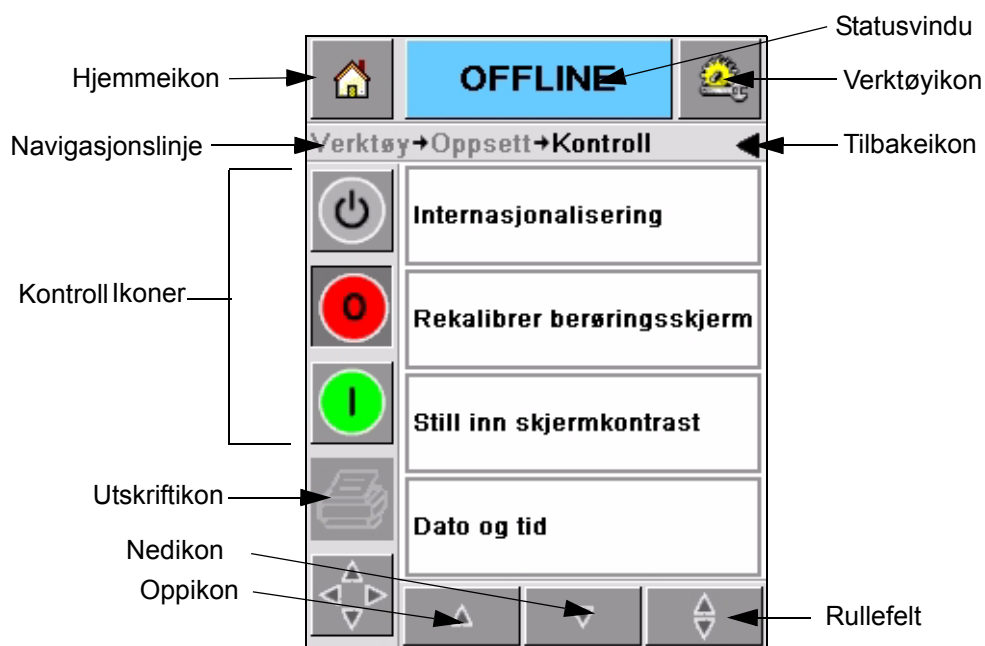 Statusvindu
Hjemmeikon
OFFLINE
Verktøyikon
Navigasjonslinje
Verktøy→Oppsett→Kontroll
Tilbakeikon
Internasjonalisering
Kontroll Ikoner
O
Rekalibrer berøringsskjerm
I
Still inn skjermkontrast
Utskriftikon
Dato og tid
Nedikon
Oppikon
Rullefelt